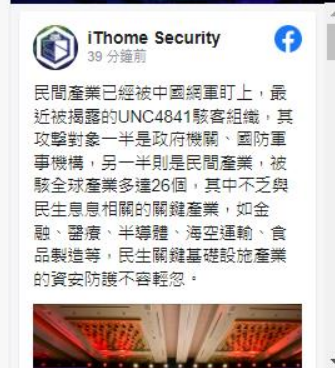 iThome Security
39 分鐘前
民間產業已經被中國網軍盯上，最
近被揭露的UNC4841駭客組織，其
攻擊對象一半是政府機關、國防軍
事機構，另一半則是民間產業，被
駭全球產業多達26個，其中不乏與
民生息息相關的關鍵產業，如金
融、醫療、半導體、海空運輸、食
品製造等，民生關鍵基礎設施產業
的資安防護不容輕忽。